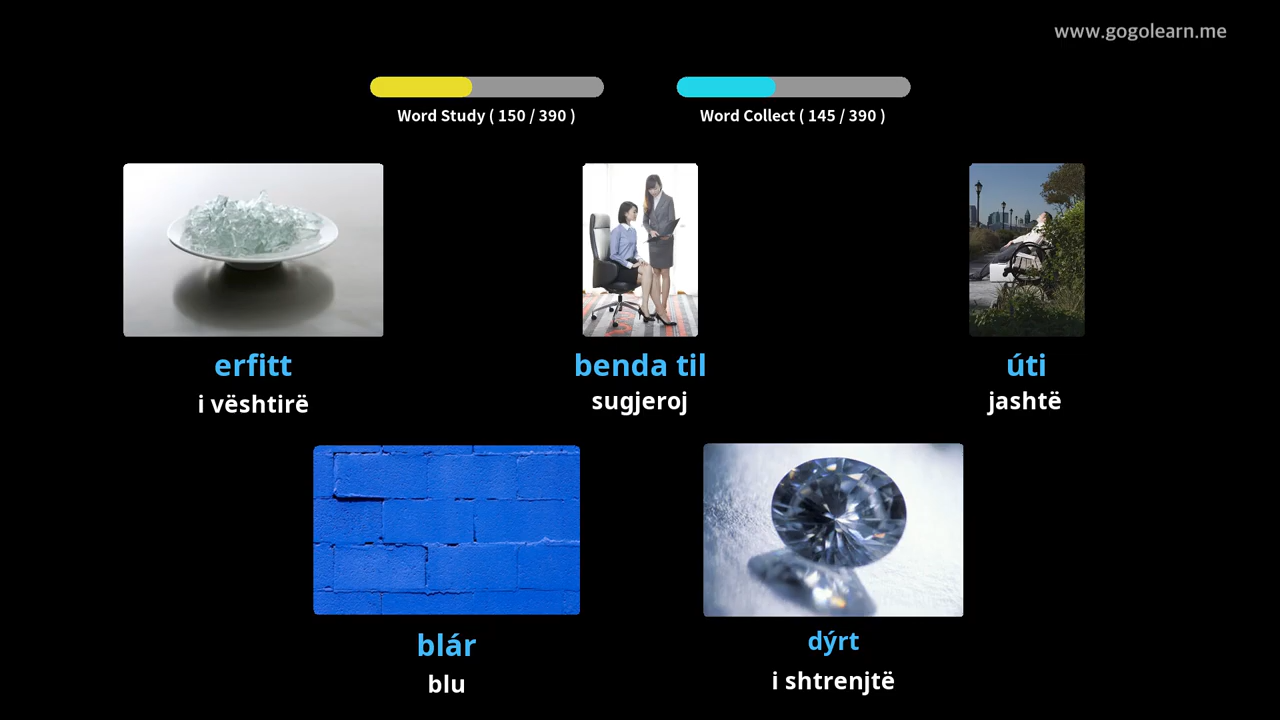 www.gogolearn.me
Word Study ( 150 / 390 )
Word Collect ( 145 / 390 )
erfitt
i vështirë
benda til
sugjeroj
úti
jashtë
blár
blu
dýrt
i shtrenjtë